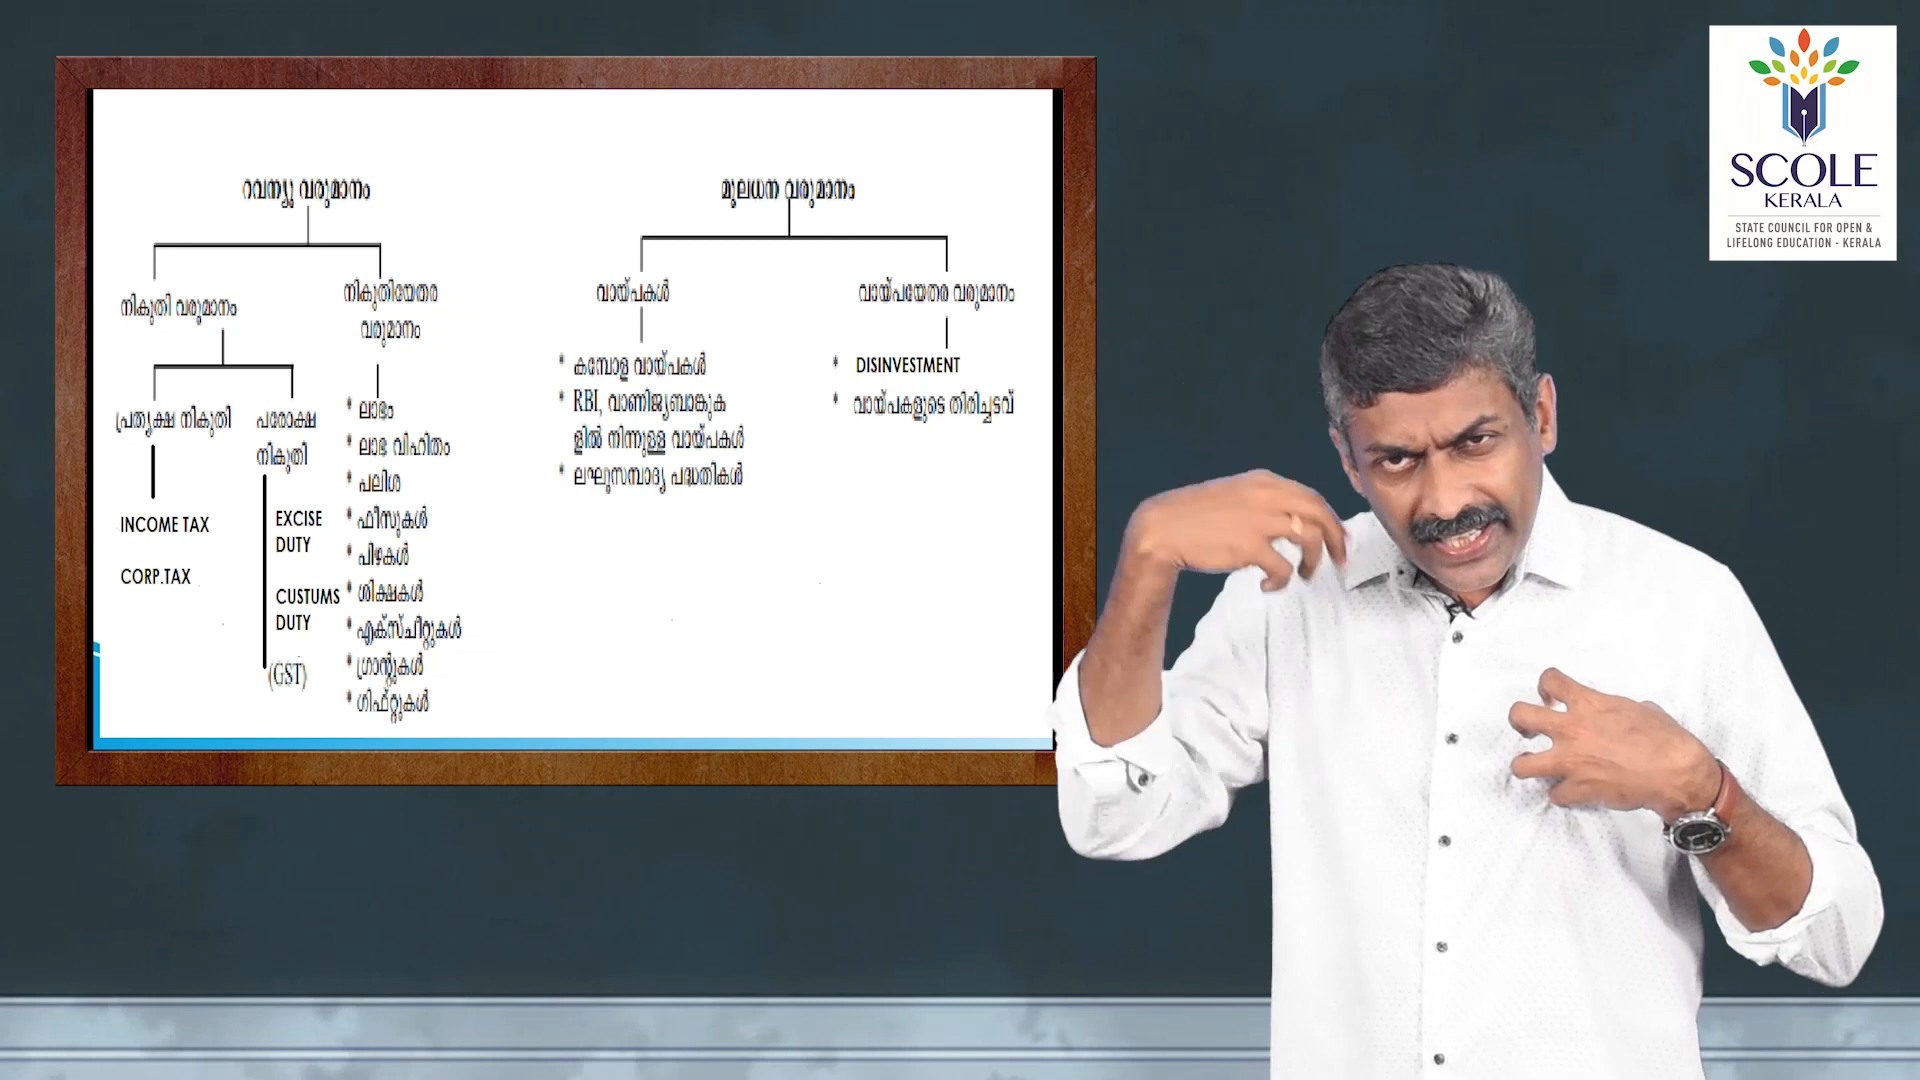 റവന്യൂ വരുമാനം
നികുതി വരുമാനം
നികുതിയേതര
വരുമാനം
പ്രത്യക്ഷ നികുതി
പരോക്ഷ
നികുതി
INCOME TAX
CORP.TAX
EXCISE
DUTY
CUSTUMS
DUTY
(GST)
* ലാഭം
* ലാഭ വിഹിതം
* പലിശ
* ഫീസുകൾ
* പിഴകൾ
* ശിക്ഷകൾ
* എക്സ്ചീറ്റുകൾ
* ഗ്രാന്റുകൾ
* ഗിഫ്റ്റുകൾ
മൂലധന വരുമാനം
വായ്പകൾ
* കമ്പോള വായ്പകൾ
* RBI, വാണിജ്യബാങ്കുക
ളിൽ നിന്നുള്ള വായ്പകൾ
* ലഘുസമ്പാദ്യ പദ്ധതികൾ
വായ്പയേതര വരുമാനം
* DISINVESTMENT
* വായ്പകളുടെ തിരിച്ചടവ്
SCOLE
KERALA
STATE COUNCIL FOR OPEN &
LIFELONG EDUCATION - KERALA